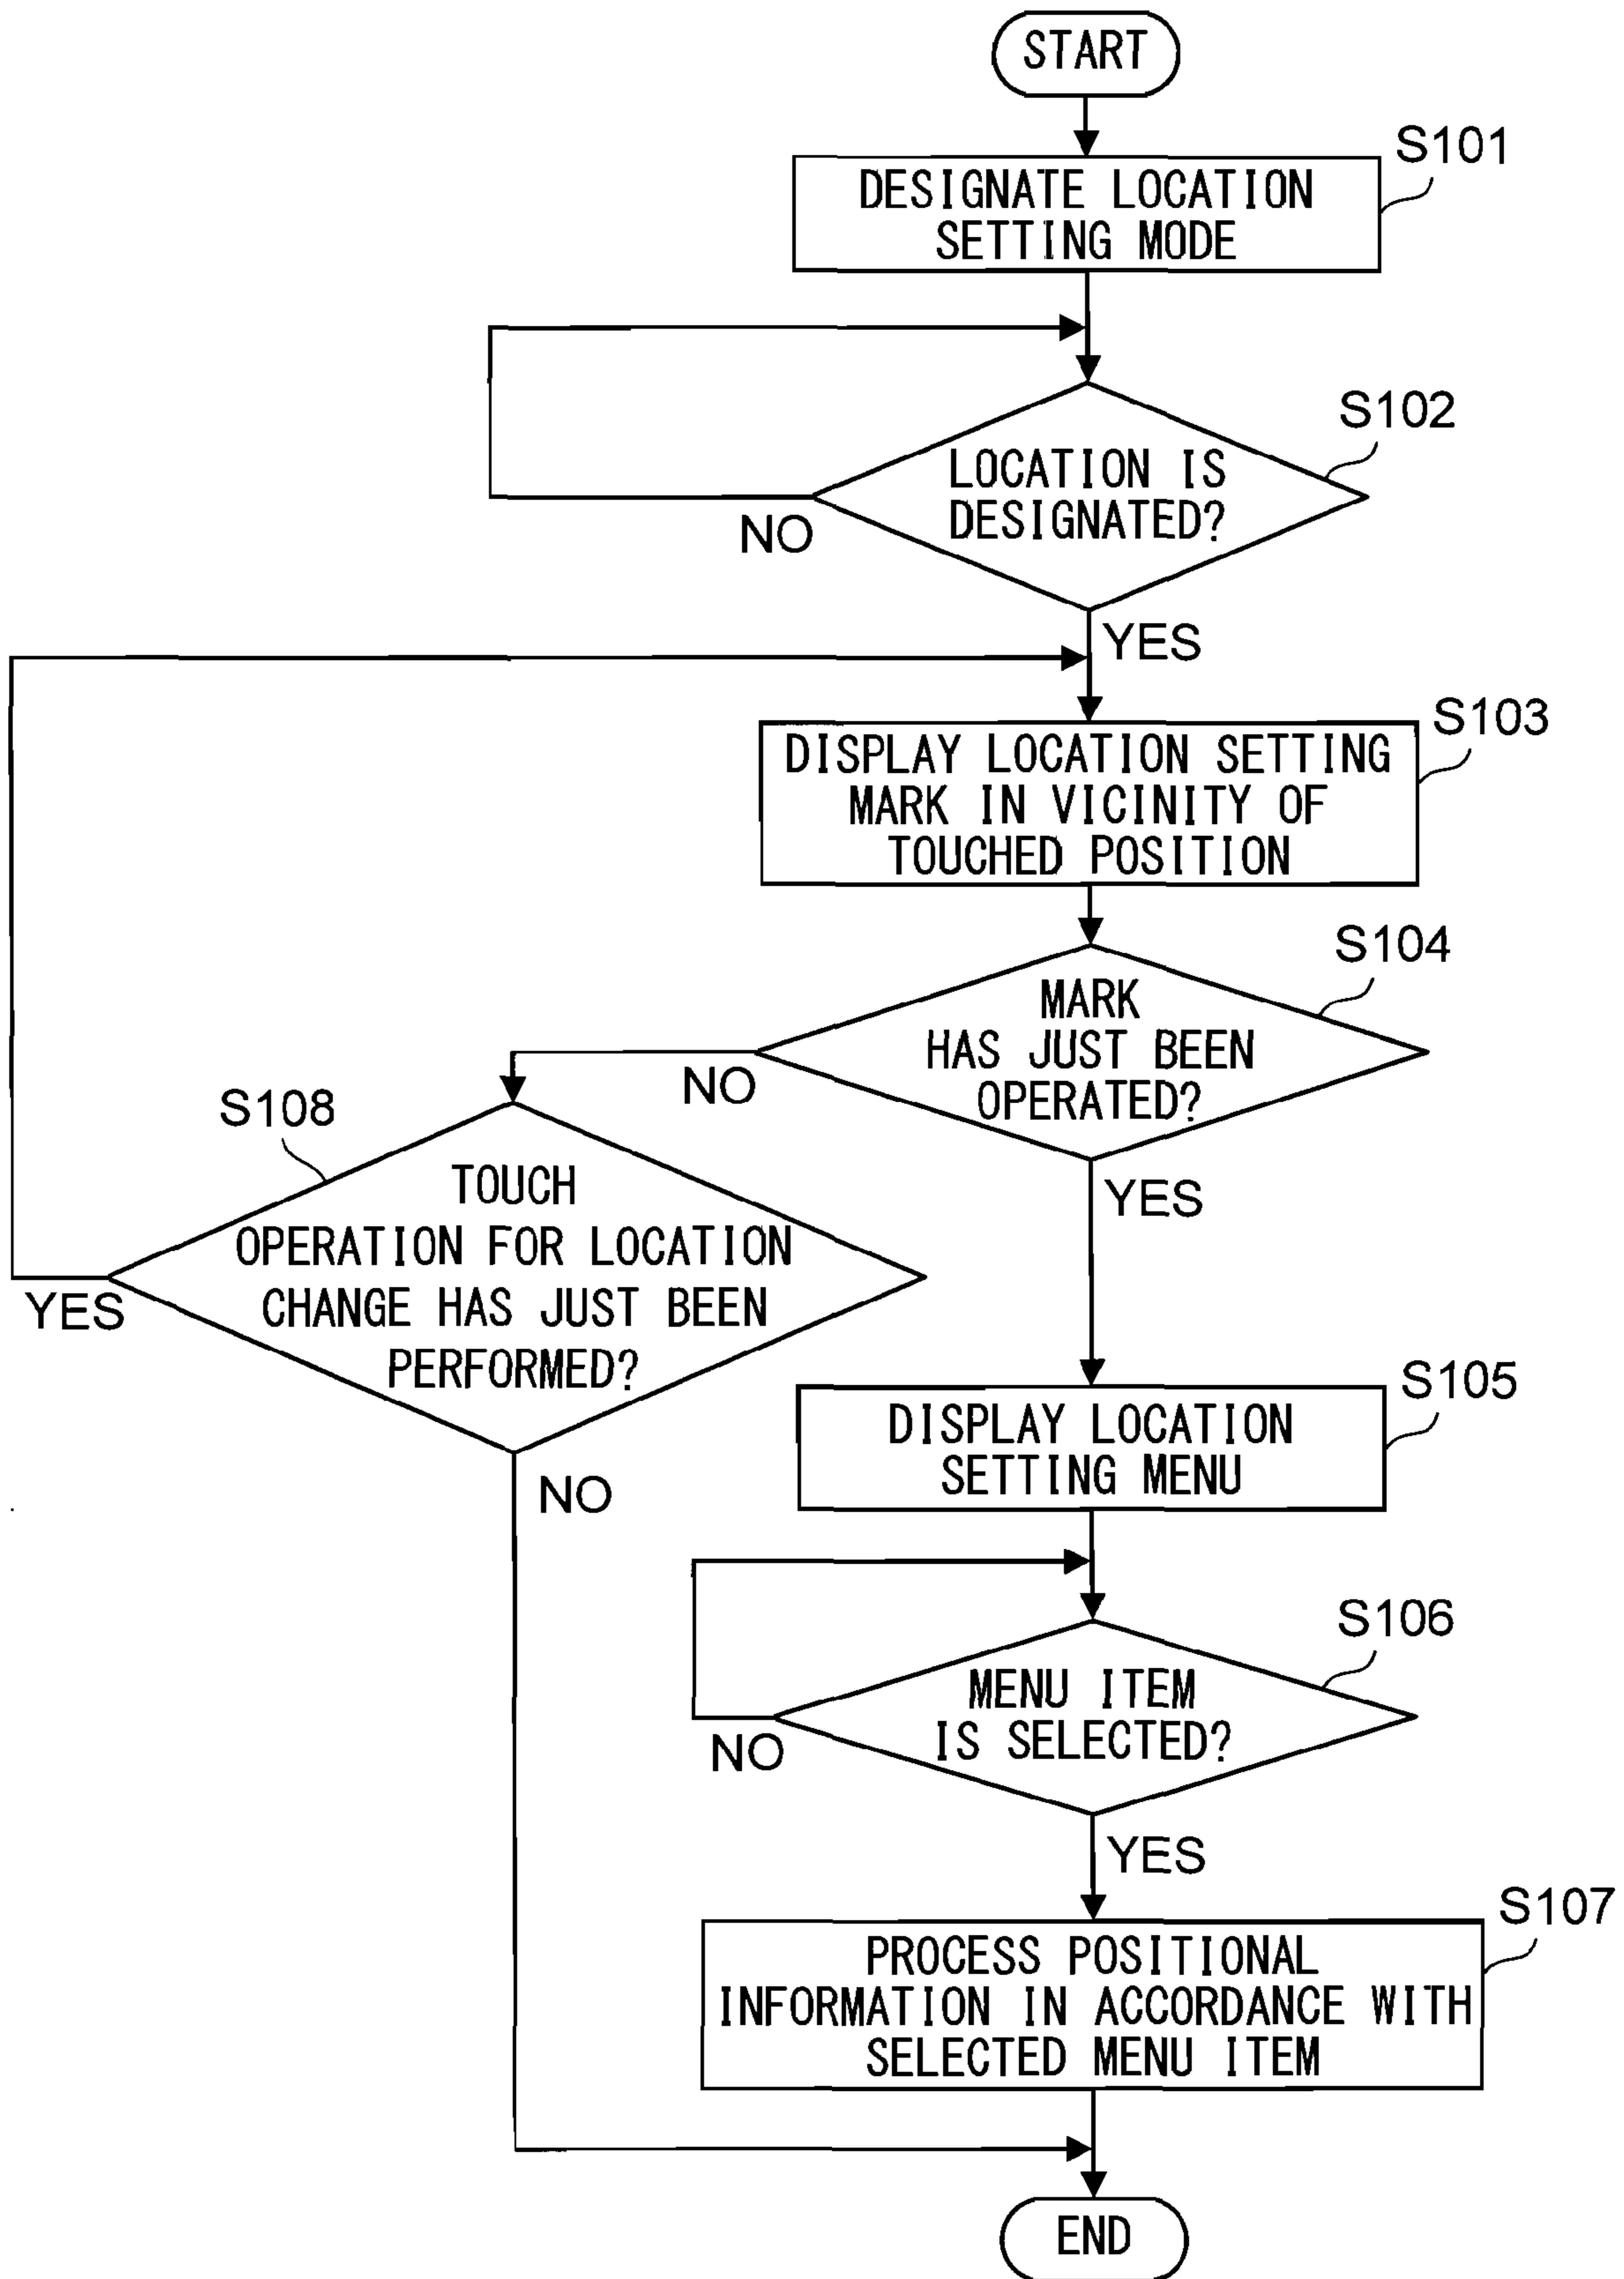 START
S101
DESIGNATE LOCATION
SETTING MODE
S102
LOCATION IS
DESIGNATED?
NO
YES
S103
DISPLAY LOCATION SETTING
MARK IN VICINITY OF
TOUCHED POSITION
S104
MARK
HAS JUST BEEN
OPERATED?
NO
YES
S108
TOUCH
OPERATION FOR LOCATION
CHANGE HAS JUST BEEN
PERFORMED?
YES
NO
S105
DISPLAY LOCATION
SETTING MENU
S106
MENU ITEM
IS SELECTED?
NO
YES
S107
PROCESS POSITIONAL
INFORMATION IN ACCORDANCE WITH
SELECTED MENU ITEM
END